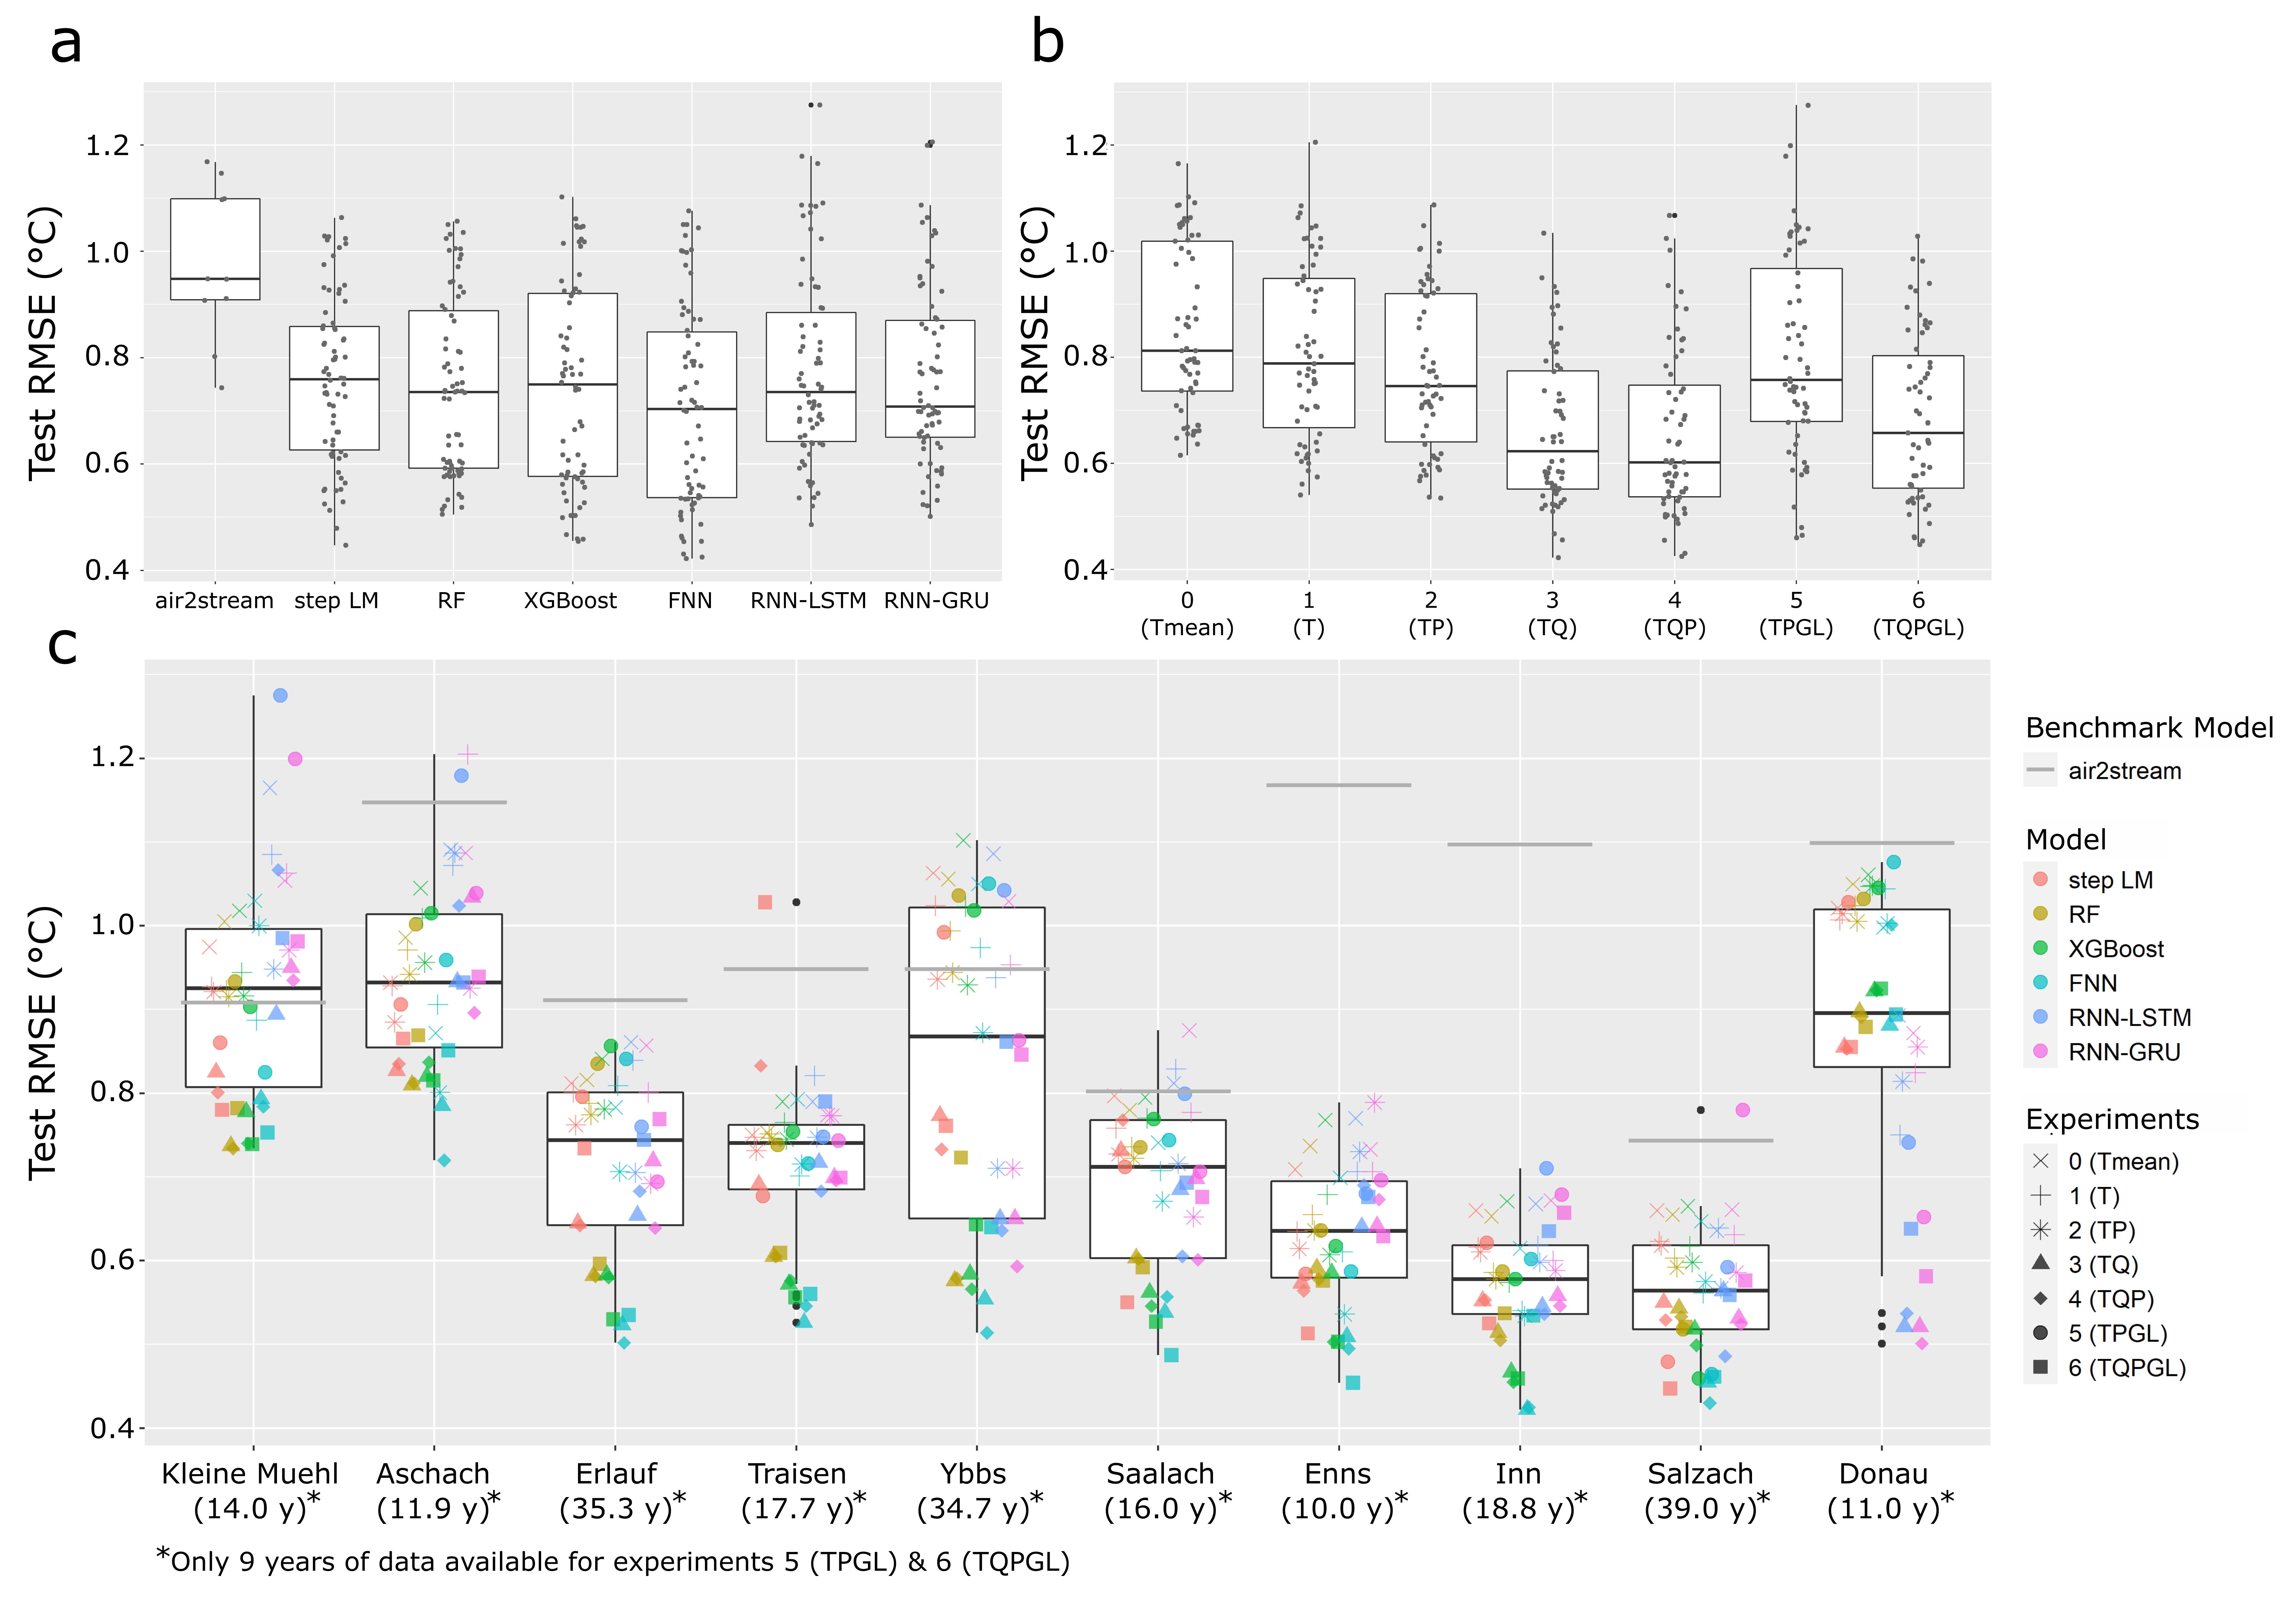 a
b
Test RMSE (°C)
1.2
1.0
0.8
0.6
0.4
air2stream step LM RF XGBoost FNN RNN-LSTM RNN-GRU
Test RMSE (°C)
1.2
1.0
0.8
0.6
0.4
0 1 2 3 4 5 6
(Tmean) (T) (TP) (TQ) (TQP) (TPGL) (TQPGL)
c
Test RMSE (°C)
1.2
1.0
0.8
0.6
0.4
Kleine Muehl Aschach Erlauf Traisen Ybbs Saalach Enns Inn Salzach Donau
(14.0 y)* (11.9 y)* (35.3 y)* (17.7 y)* (34.7 y)* (16.0 y)* (10.0 y)* (18.8 y)* (39.0 y)* (11.0 y)*
*Only 9 years of data available for experiments 5 (TPGL) & 6 (TQPGL)
Benchmark Model
air2stream
Model
step LM
RF
XGBoost
FNN
RNN-LSTM
RNN-GRU
Experiments
0 (Tmean)
1 (T)
2 (TP)
3 (TQ)
4 (TQP)
5 (TPGL)
6 (TQPGL)